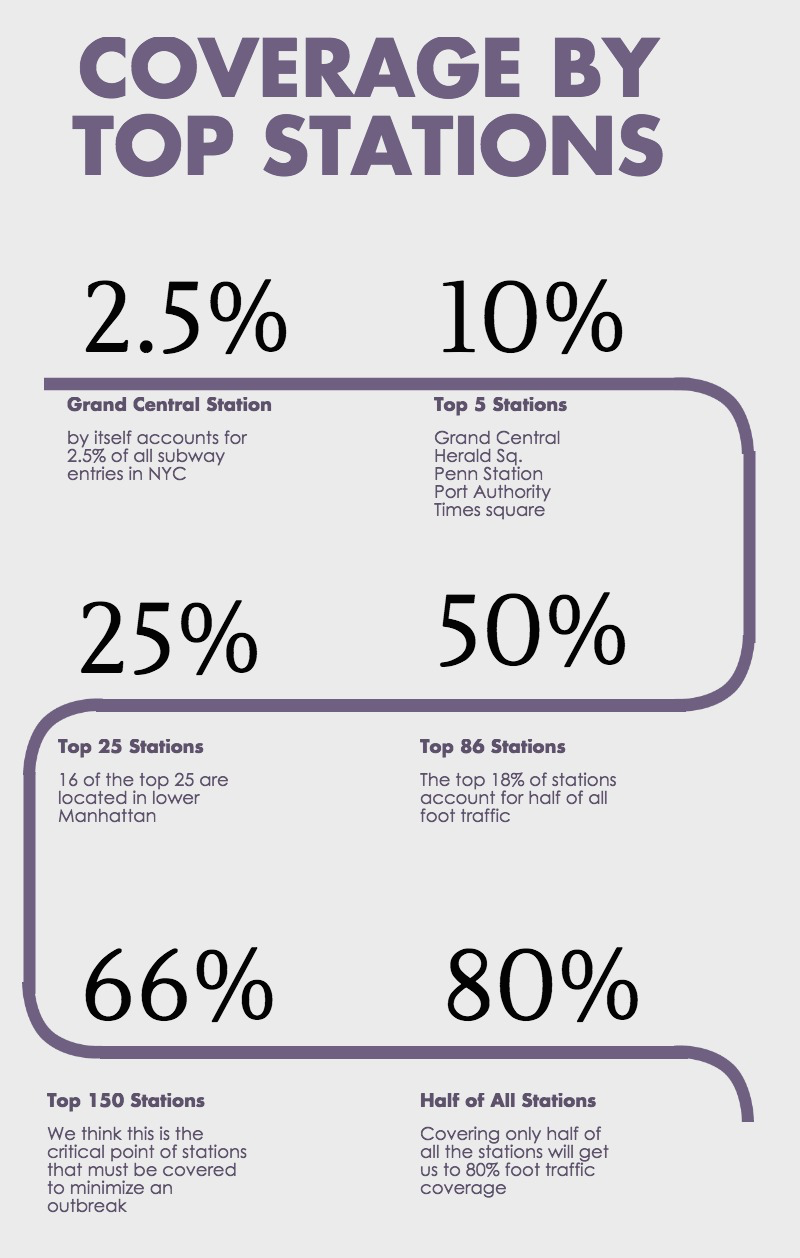 COVERAGE BY
TOP STATIONS
2.5%
Grand Central Station
by itself accounts for
2.5% of all subway
entries in NYC
10%
Top 5 Stations
Grand Central
Herald Sq.
Penn Station
Port Authority
Times square
25%
Top 25 Stations
16 of the top 25 are
located in lower
Manhattan
50%
Top 86 Stations
The top 18% of stations
account for half of all
foot traffic
66%
Top 150 Stations
We think this is the
critical point of stations
that must be covered
to minimize an
outbreak
80%
Half of All Stations
Covering only half of
all the stations will get
us to 80% foot traffic
coverage